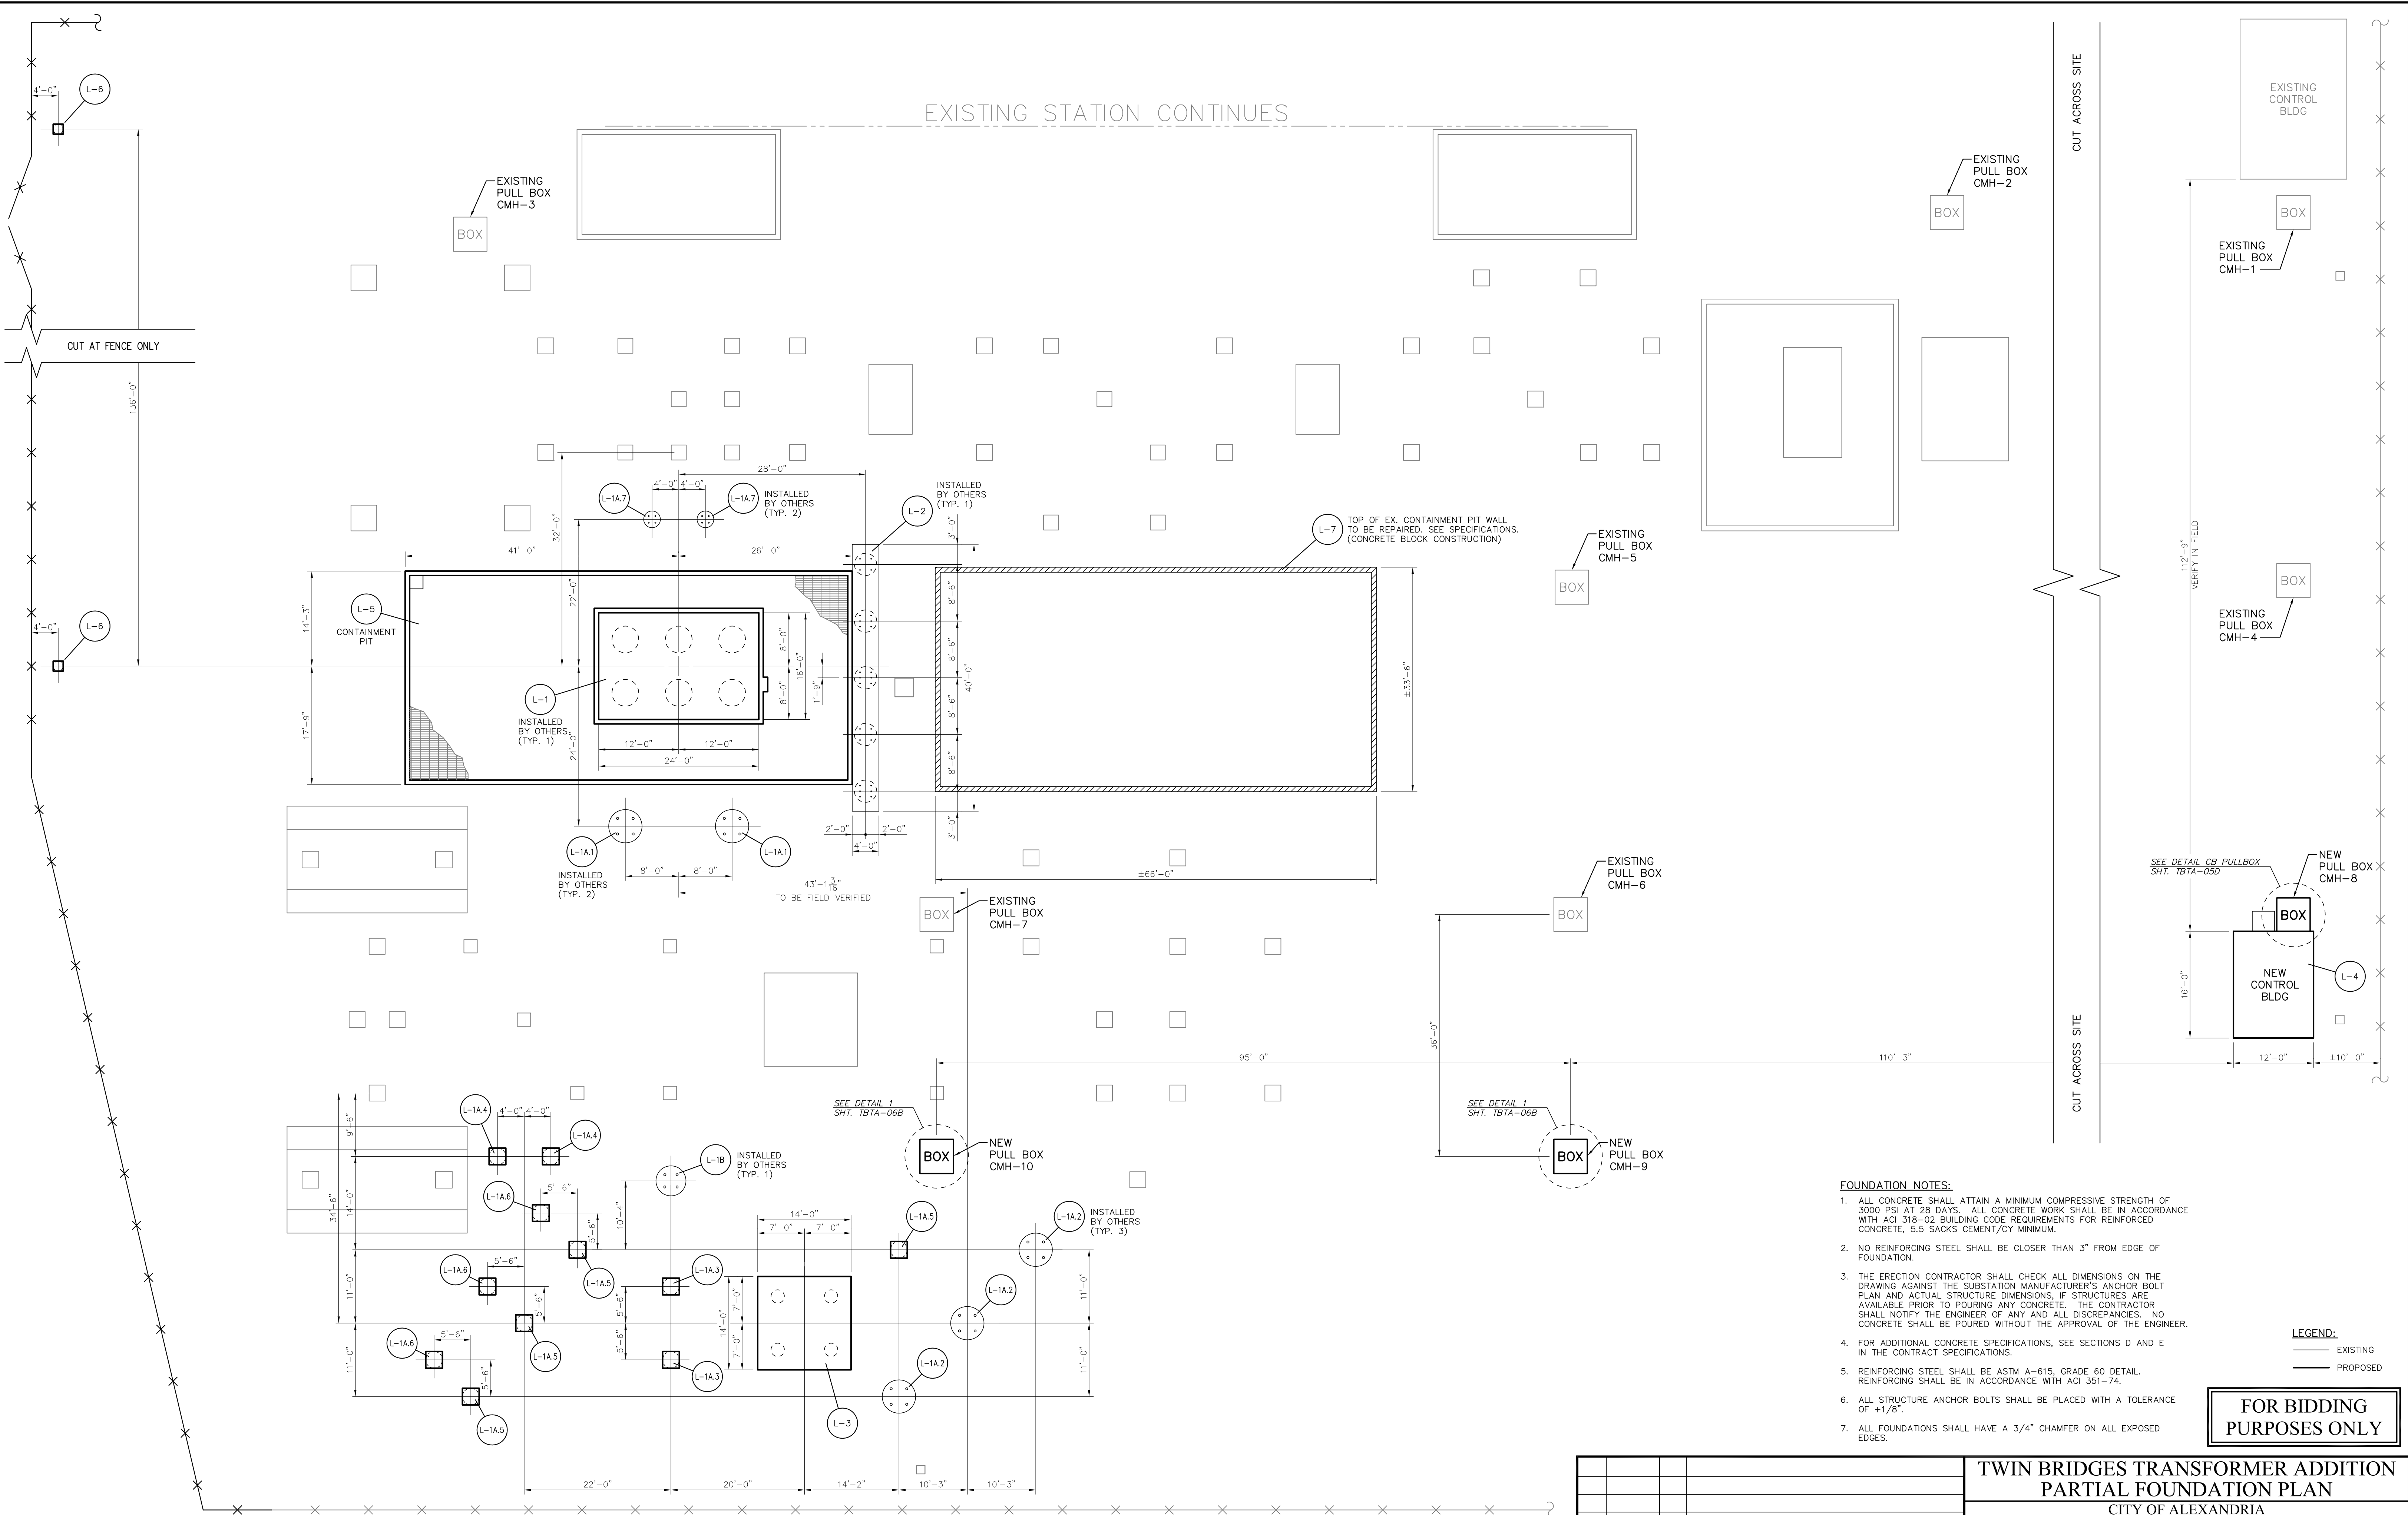 EXISTING STATION CONTINUES
CUT ACROSS SITE
EXISTING
CONTROL
BLDG
4'-0"
L-6
EXISTING
PULL BOX
CMH-3
BOX
EXISTING
PULL BOX
CMH-2
BOX
BOX
EXISTING
PULL BOX
CMH-1
CUT AT FENCE ONLY
136'-0"
28'-0"
4'-0"
4'-0"
L-1A.7
L-1A.7
INSTALLED
BY OTHERS
(TYP. 2)
L-2
INSTALLED
BY OTHERS
(TYP. 1)
32'-0"
3'-0"
L-7
TOP OF EX. CONTAINMENT PIT WALL
TO BE REPAIRED. SEE SPECIFICATIONS.
(CONCRETE BLOCK CONSTRUCTION)
EXISTING
PULL BOX
CMH-5
BOX
112'-9"
VERIFY IN FIELD
BOX
EXISTING
PULL BOX
CMH-4
41'-0"
26'-0"
22'-0"
14'-3"
L-5
CONTAINMENT
PIT
8'-6"
8'-6"
8'-6"
8'-6"
40'-0"
±33'-6"
4'-0"
L-6
8'-0"
16'-0"
8'-0"
1'-9"
L-1
INSTALLED
BY OTHERS
(TYP. 1)
17'-9"
24'-0"
12'-0"
12'-0"
24'-0"
3'-0"
2'-0"
2'-0"
4'-0"
L-1A.1
L-1A.1
INSTALLED
BY OTHERS
(TYP. 2)
8'-0"
8'-0"
43'-1 3/16"
TO BE FIELD VERIFIED
±66'-0"
EXISTING
PULL BOX
CMH-7
BOX
EXISTING
PULL BOX
CMH-6
BOX
SEE DETAIL CB PULLBOX
SHT. TBTA-05D
NEW
PULL BOX
CMH-8
BOX
NEW
CONTROL
BLDG
L-4
16'-0"
12'-0"
±10'-0"
36'-0"
95'-0"
110'-3"
CUT ACROSS SITE
SEE DETAIL 1
SHT. TBTA-06B
BOX
NEW
PULL BOX
CMH-10
SEE DETAIL 1
SHT. TBTA-06B
BOX
NEW
PULL BOX
CMH-9
9'-6"
L-1A.4
4'-0"
4'-0"
L-1A.4
L-1B
INSTALLED
BY OTHERS
(TYP. 1)
34'-6"
14'-0"
L-1A.6
5'-6"
5'-6"
10'-4"
14'-0"
7'-0"
7'-0"
L-1A.5
L-1A.2
INSTALLED
BY OTHERS
(TYP. 3)
11'-0"
L-1A.6
5'-6"
5'-6"
L-1A.5
L-1A.3
5'-6"
5'-6"
L-1A.3
14'-0"
7'-0"
7'-0"
L-1A.2
11'-0"
11'-0"
L-1A.6
5'-6"
5'-6"
L-1A.5
L-1A.5
L-3
L-1A.2
11'-0"
22'-0"
20'-0"
14'-2"
10'-3"
10'-3"
FOUNDATION NOTES:
1. ALL CONCRETE SHALL ATTAIN A MINIMUM COMPRESSIVE STRENGTH OF
3000 PSI AT 28 DAYS. ALL CONCRETE WORK SHALL BE IN ACCORDANCE
WITH ACI 318-02 BUILDING CODE REQUIREMENTS FOR REINFORCED
CONCRETE, 5.5 SACKS CEMENT/CY MINIMUM.
2. NO REINFORCING STEEL SHALL BE CLOSER THAN 3" FROM EDGE OF
FOUNDATION.
3. THE ERECTION CONTRACTOR SHALL CHECK ALL DIMENSIONS ON THE
DRAWING AGAINST THE SUBSTATION MANUFACTURER'S ANCHOR BOLT
PLAN AND ACTUAL STRUCTURE DIMENSIONS, IF STRUCTURES ARE
AVAILABLE PRIOR TO POURING ANY CONCRETE. THE CONTRACTOR
SHALL NOTIFY THE ENGINEER OF ANY AND ALL DISCREPANCIES. NO
CONCRETE SHALL BE POURED WITHOUT THE APPROVAL OF THE ENGINEER.
4. FOR ADDITIONAL CONCRETE SPECIFICATIONS, SEE SECTIONS D AND E
IN THE CONTRACT SPECIFICATIONS.
5. REINFORCING STEEL SHALL BE ASTM A-615, GRADE 60 DETAIL.
REINFORCING SHALL BE IN ACCORDANCE WITH ACI 351-74.
6. ALL STRUCTURE ANCHOR BOLTS SHALL BE PLACED WITH A TOLERANCE
OF +1/8".
7. ALL FOUNDATIONS SHALL HAVE A 3/4" CHAMFER ON ALL EXPOSED
EDGES.
LEGEND:
EXISTING
PROPOSED
FOR BIDDING
PURPOSES ONLY
TWIN BRIDGES TRANSFORMER ADDITION
PARTIAL FOUNDATION PLAN
CITY OF ALEXANDRIA